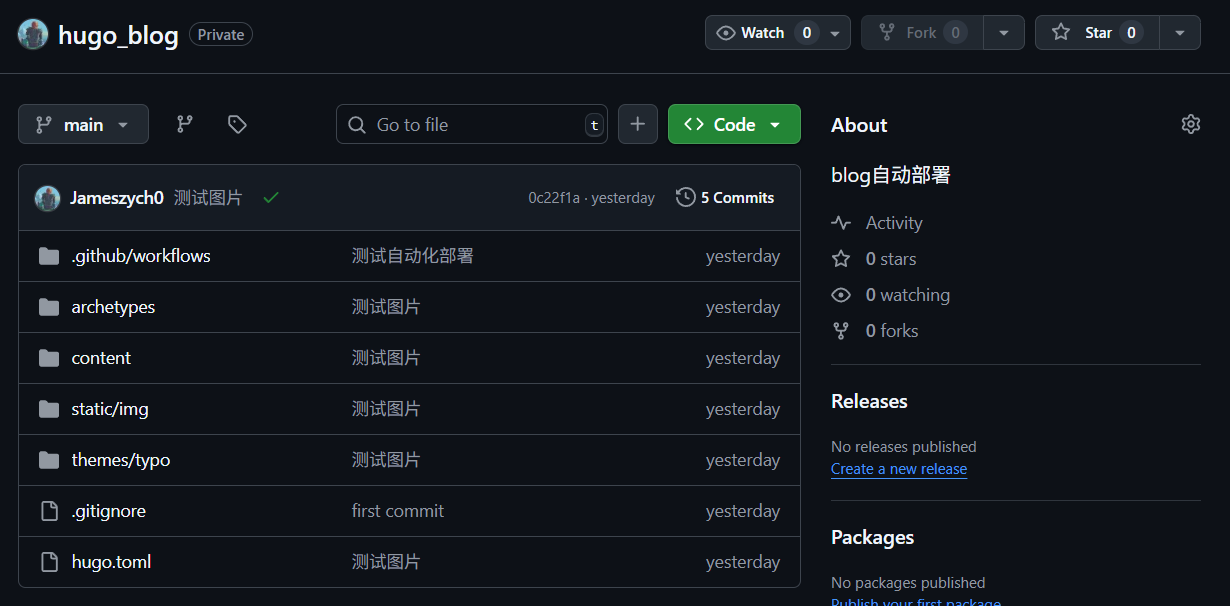 hugo_blog Private Watch 0 Fork 0 Star 0
main Go to file t Code
Jameszych0 测试图片 0c22f1a · yesterday 5 Commits
.github/workflows 测试自动化部署 yesterday
archetypes 测试图片 yesterday
content 测试图片 yesterday
static/img 测试图片 yesterday
themes/typo 测试图片 yesterday
.gitignore first commit yesterday
hugo.toml 测试图片 yesterday
About
blog自动部署
Activity
0 stars
0 watching
0 forks
Releases
No releases published
Create a new release
Packages
No packages published
Publish your first package